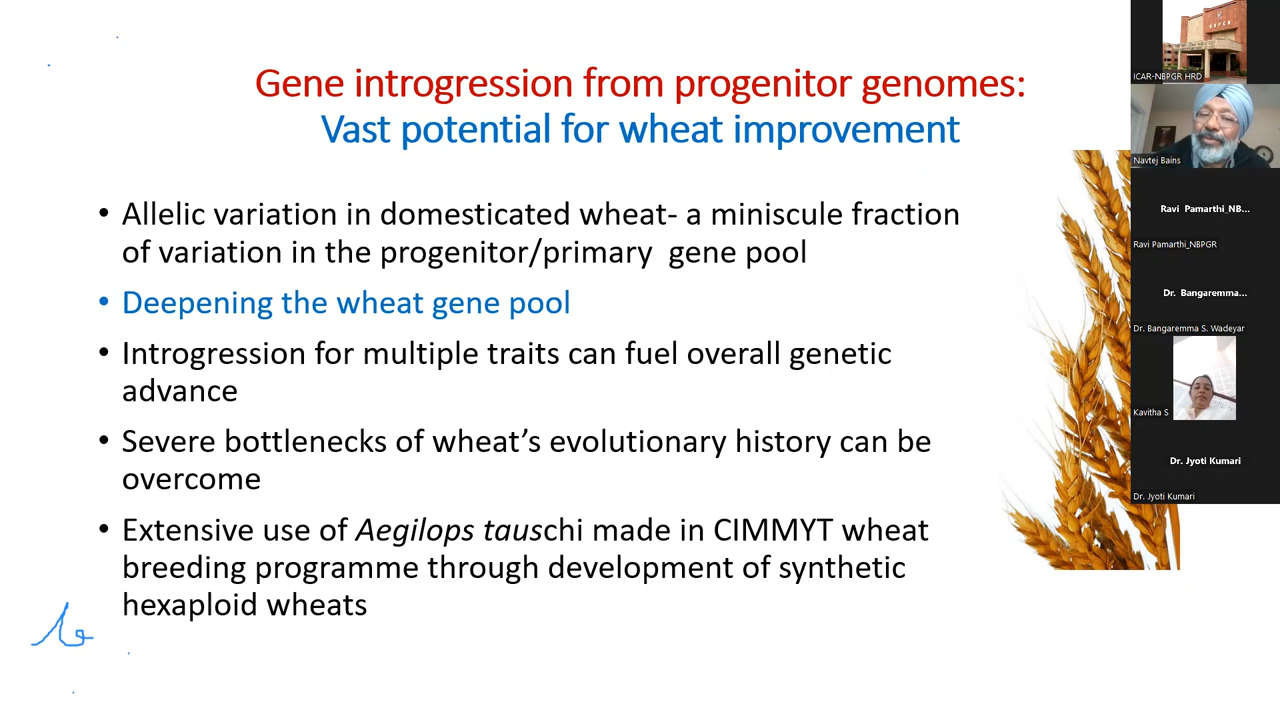 Gene introgression from progenitor genomes:
Vast potential for wheat improvement
• Allelic variation in domesticated wheat- a miniscule fraction
of variation in the progenitor/primary gene pool
• Deepening the wheat gene pool
• Introgression for multiple traits can fuel overall genetic
advance
• Severe bottlenecks of wheat's evolutionary history can be
overcome
• Extensive use of Aegilops tauschi made in CIMMYT wheat
breeding programme through development of synthetic
hexaploid wheats
NBPGR
ICAR-NBPGR HRD
Navtej Bains
Ravi Pamarthi_NB...
Ravi Pamarthi_NBPGR
Dr. Bangaremma...
Dr. Bangaremma S. Wadeyar
Kavitha S
Dr. Jyoti Kumari
Dr. Jyoti Kumari